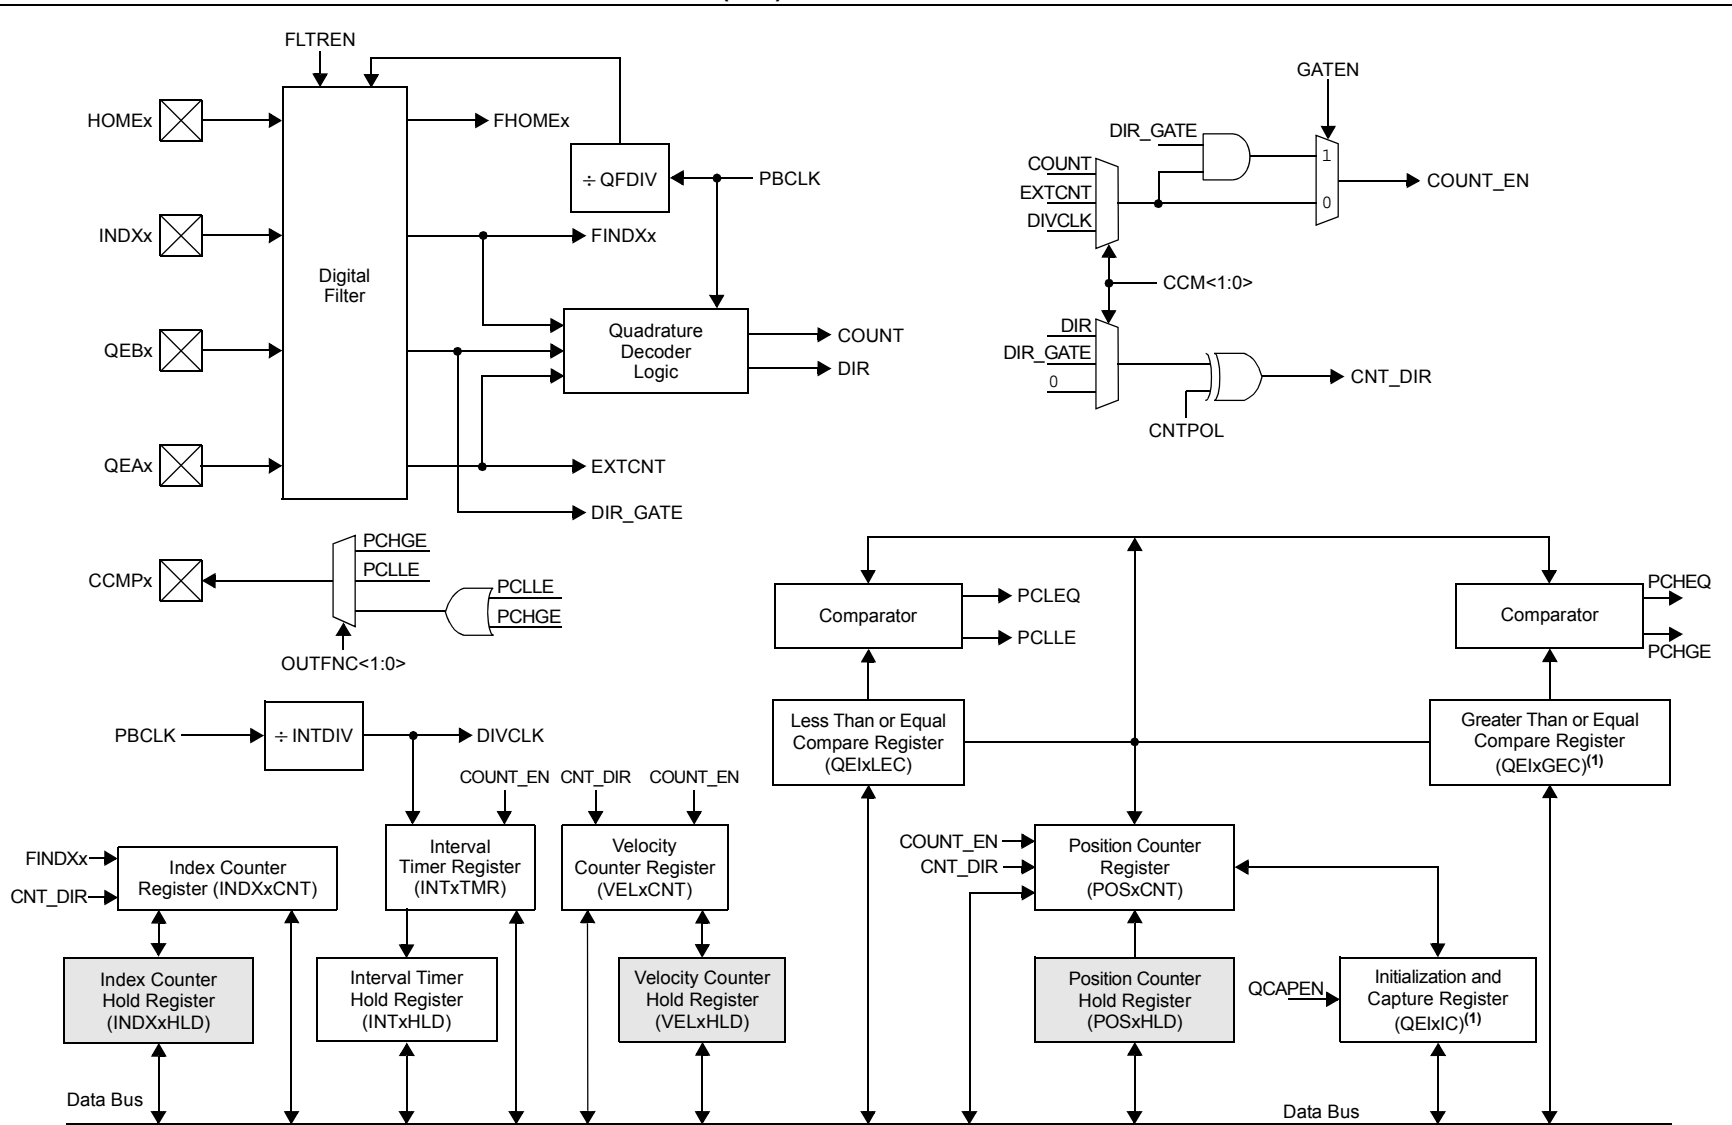 FLTREN
HOMEx
FHOMEx
÷ QFDIV
PBCLK
INDXx
FINDXx
Digital
Filter
QEBx
Quadrature
Decoder
Logic
COUNT
DIR
QEAx
EXTCNT
DIR_GATE
GATEN
DIR_GATE
COUNT
EXTCNT
DIVCLK
1
0
COUNT_EN
CCM<1:0>
DIR
DIR_GATE
0
CNT_DIR
CNTPOL
CCMPx
PCHGE
PCLLE
PCLLE
PCHGE
OUTFNC<1:0>
Comparator
PCLEQ
PCLLE
Comparator
PCHEQ
PCHGE
Less Than or Equal
Compare Register
(QEIxLEC)
Greater Than or Equal
Compare Register
(QEIxGEC)(1)
PBCLK
÷ INTDIV
DIVCLK
COUNT_EN
CNT_DIR
COUNT_EN
FINDXx
CNT_DIR
Index Counter
Register (INDXxCNT)
Interval
Timer Register
(INTxTMR)
Velocity
Counter Register
(VELxCNT)
COUNT_EN
CNT_DIR
Position Counter
Register
(POSxCNT)
Index Counter
Hold Register
(INDXxHLD)
Interval Timer
Hold Register
(INTxHLD)
Velocity Counter
Hold Register
(VELxHLD)
Position Counter
Hold Register
(POSxHLD)
QCAPEN
Initialization and
Capture Register
(QEIxIC)(1)
Data Bus
Data Bus